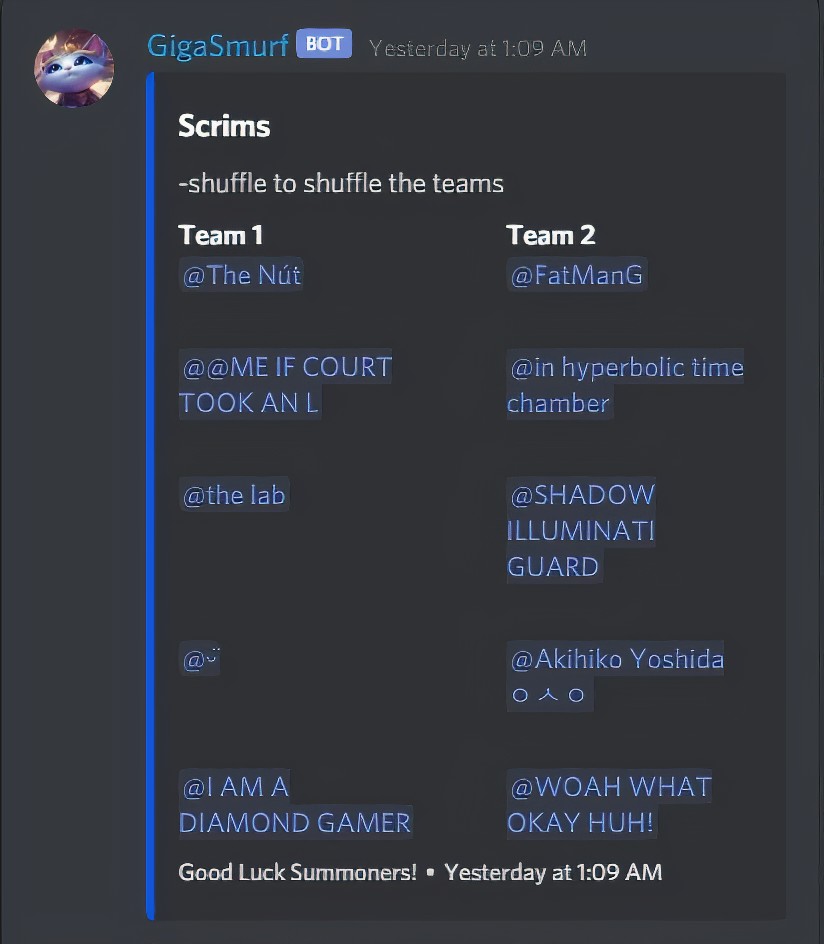 GigaSmurf BOT Yesterday at 1:09 AM
Scrims
-shuffle to shuffle the teams
Team 1 Team 2
@The Nút @FatManG
@@ME IF COURT @in hyperbolic time
TOOK AN L chamber
@the lab @SHADOW
ILLUMINATI
GUARD
@ᵕ̈ @Akihiko Yoshida
ㅇㅅㅇ
@I AM A @WOAH WHAT
DIAMOND GAMER OKAY HUH!
Good Luck Summoners! • Yesterday at 1:09 AM